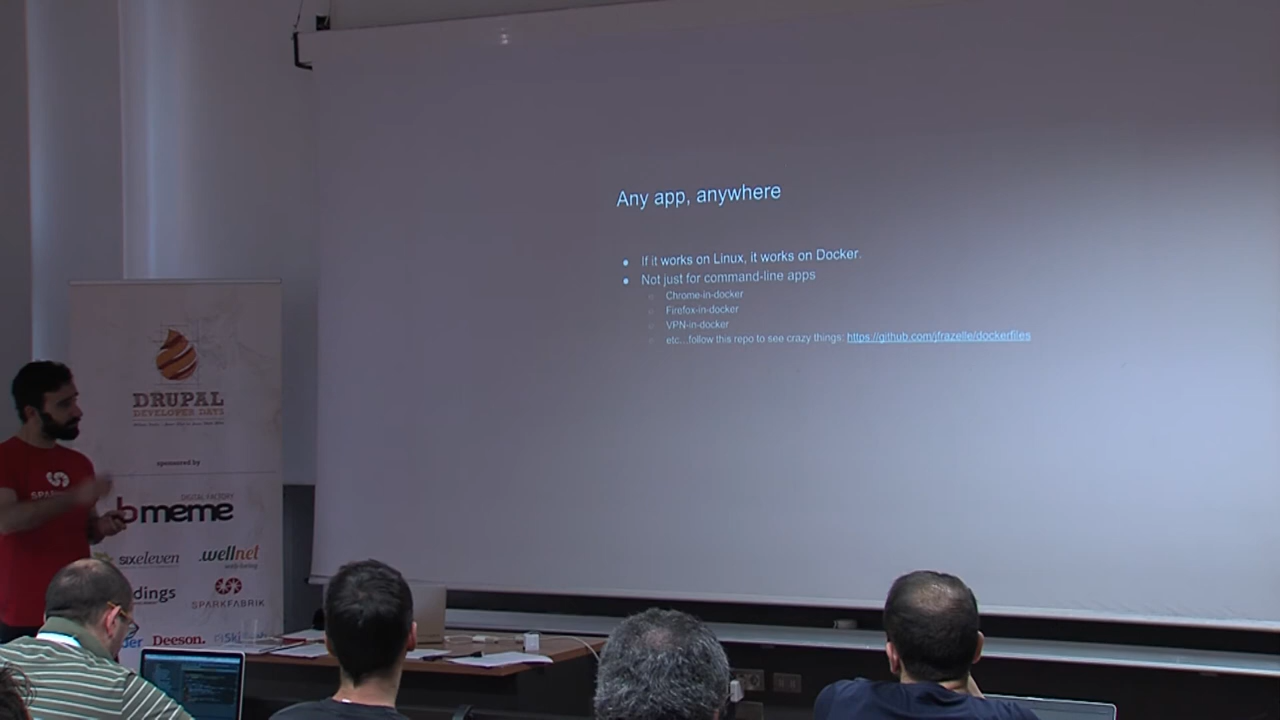 Any app, anywhere
If it works on Linux, it works on Docker.
Not just for command-line apps
Chrome-in-docker
Firefox-in-docker
VPN-in-docker
etc...follow this repo to see crazy things: https://github.com/jfrazelle/dockerfiles
DRUPAL
DEVELOPER DAYS
sponsored by
DIGITAL FACTORY
bmeme
sixeleven
.wellnet
dings
SPARKFABRIK
Deeson.